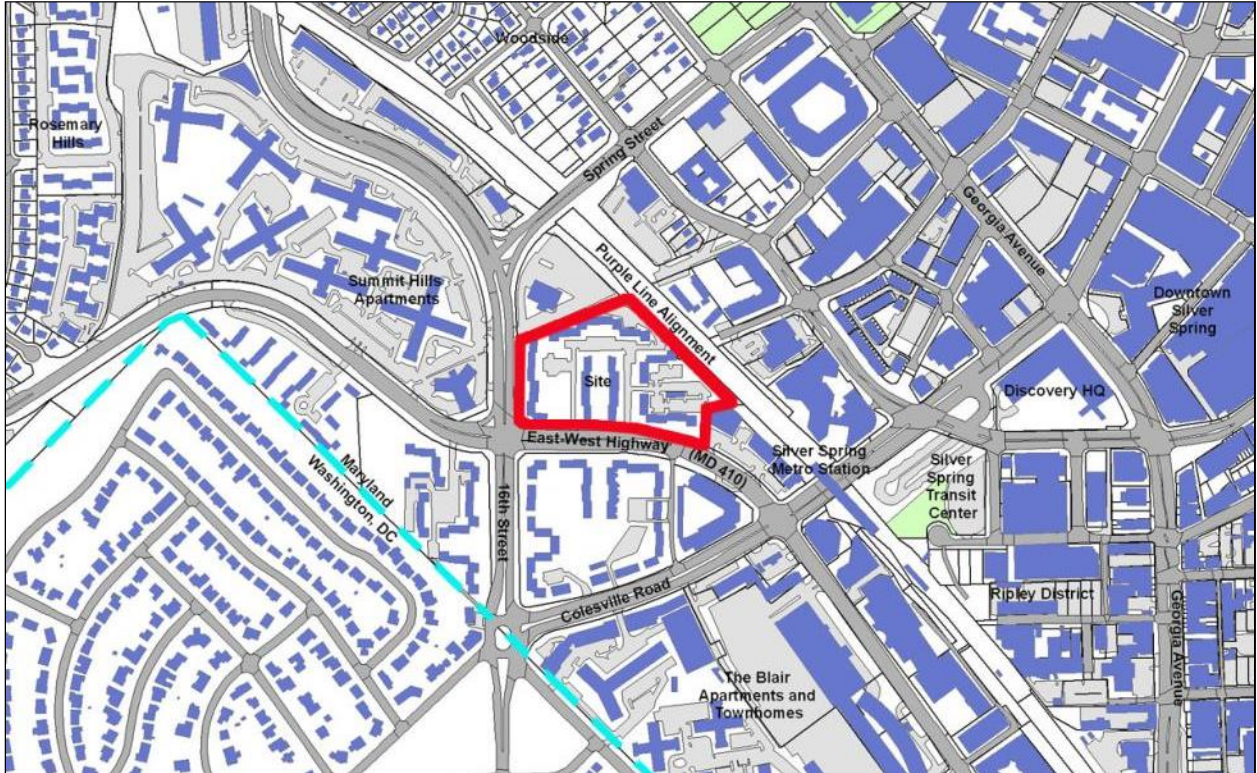 Woodside
Rosemary
Hills
Spring Street
Georgia Avenue
Purple Line Alignment
Summit Hills
Apartments
Downtown
Silver
Spring
Site
Discovery HQ
East-West Highway
(MD 410)
Silver Spring
Metro Station
Silver
Spring
Transit
Center
Maryland
Washington, DC
16th Street
Colesville Road
Ripley District
Georgia Avenue
The Blair
Apartments and
Townhomes